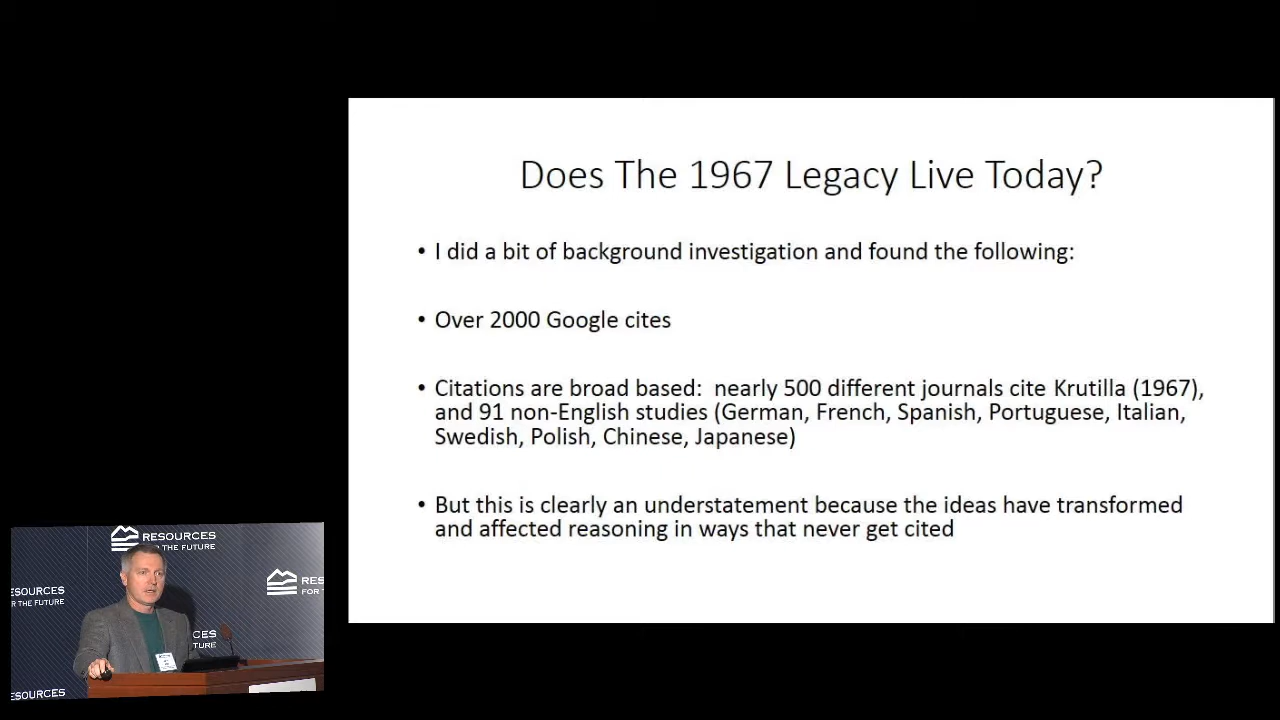 Does The 1967 Legacy Live Today?
• I did a bit of background investigation and found the following:
• Over 2000 Google cites
• Citations are broad based:  nearly 500 different journals cite Krutilla (1967),
and 91 non-English studies (German, French, Spanish, Portuguese, Italian,
Swedish, Polish, Chinese, Japanese)
• But this is clearly an understatement because the ideas have transformed
and affected reasoning in ways that never get cited
RESOURCES
FOR THE FUTURE
ESOURCES
R THE FUTURE
RES
FOR T
CES
TURE
ESOURCES